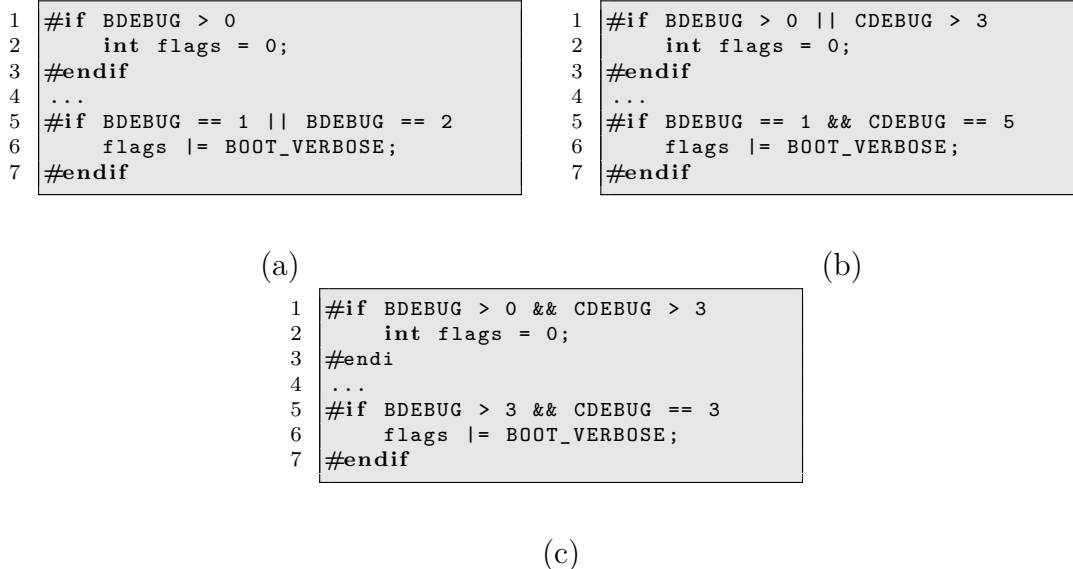 1 #if BDEBUG > 0
2 int flags = 0;
3 #endif
4 ...
5 #if BDEBUG == 1 || BDEBUG == 2
6 flags |= BOOT_VERBOSE;
7 #endif
(a)
1 #if BDEBUG > 0 || CDEBUG > 3
2 int flags = 0;
3 #endif
4 ...
5 #if BDEBUG == 1 && CDEBUG == 5
6 flags |= BOOT_VERBOSE;
7 #endif
(b)
1 #if BDEBUG > 0 && CDEBUG > 3
2 int flags = 0;
3 #endi
4 ...
5 #if BDEBUG > 3 && CDEBUG == 3
6 flags |= BOOT_VERBOSE;
7 #endif
(c)